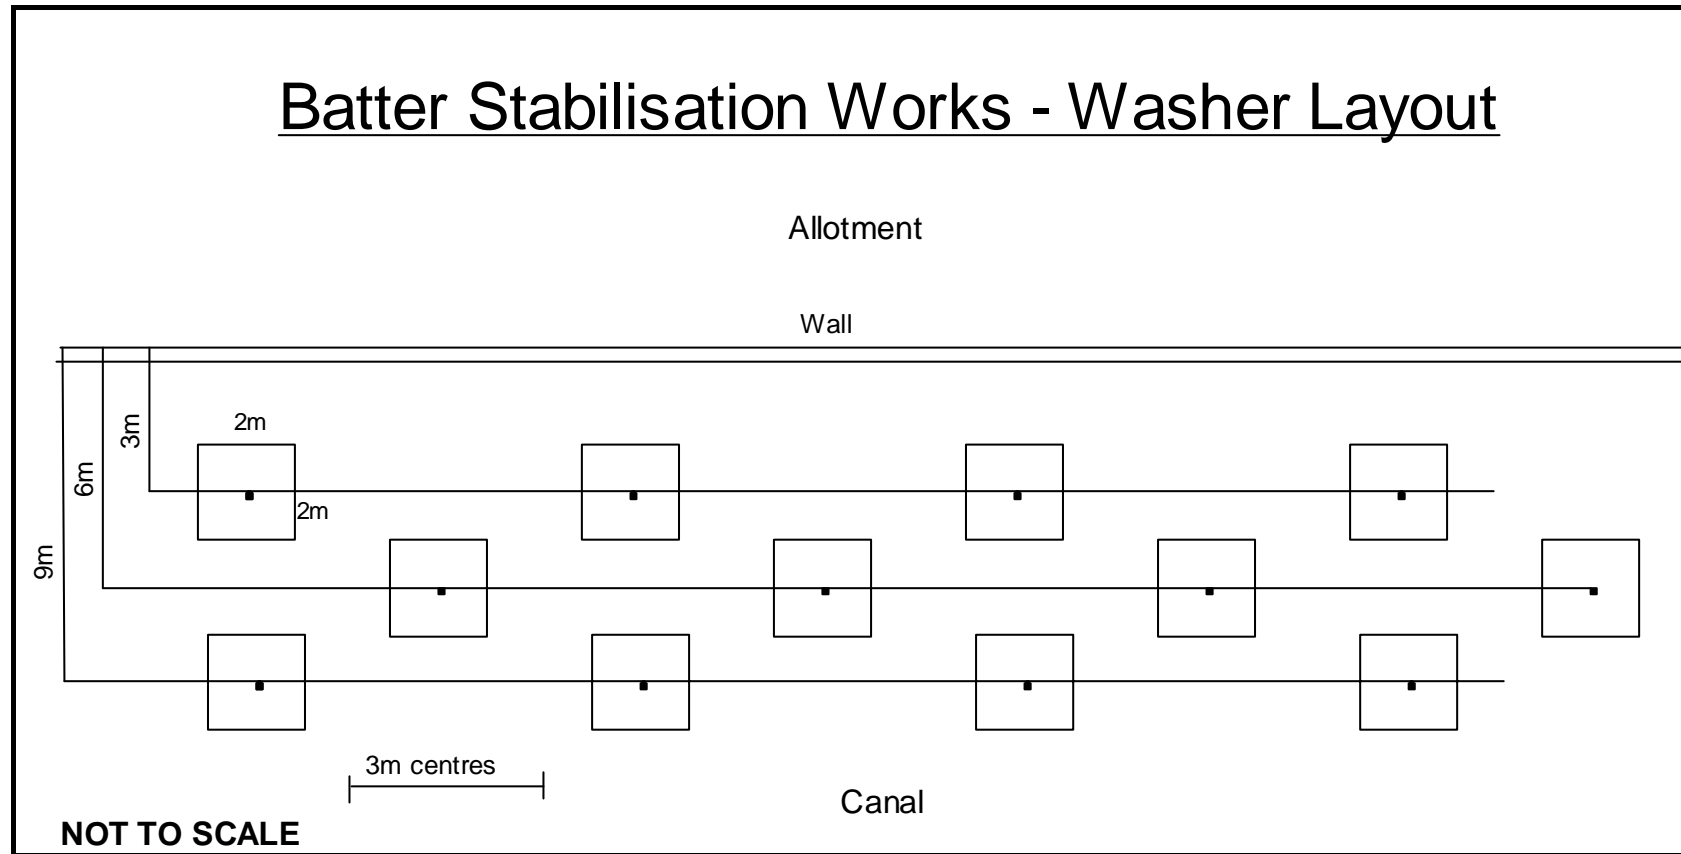 Batter Stabilisation Works - Washer Layout
Allotment
Wall
3m
2m
6m
2m
9m
3m centres
Canal
NOT TO SCALE